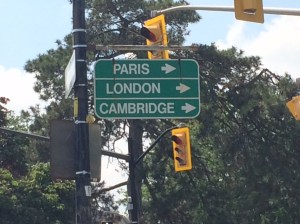 PARIS →
LONDON →
CAMBRIDGE →